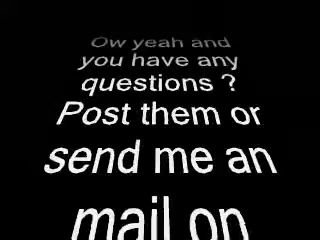 Ow yeah and
you have any
questions ?
Post them or
send me an
mail on